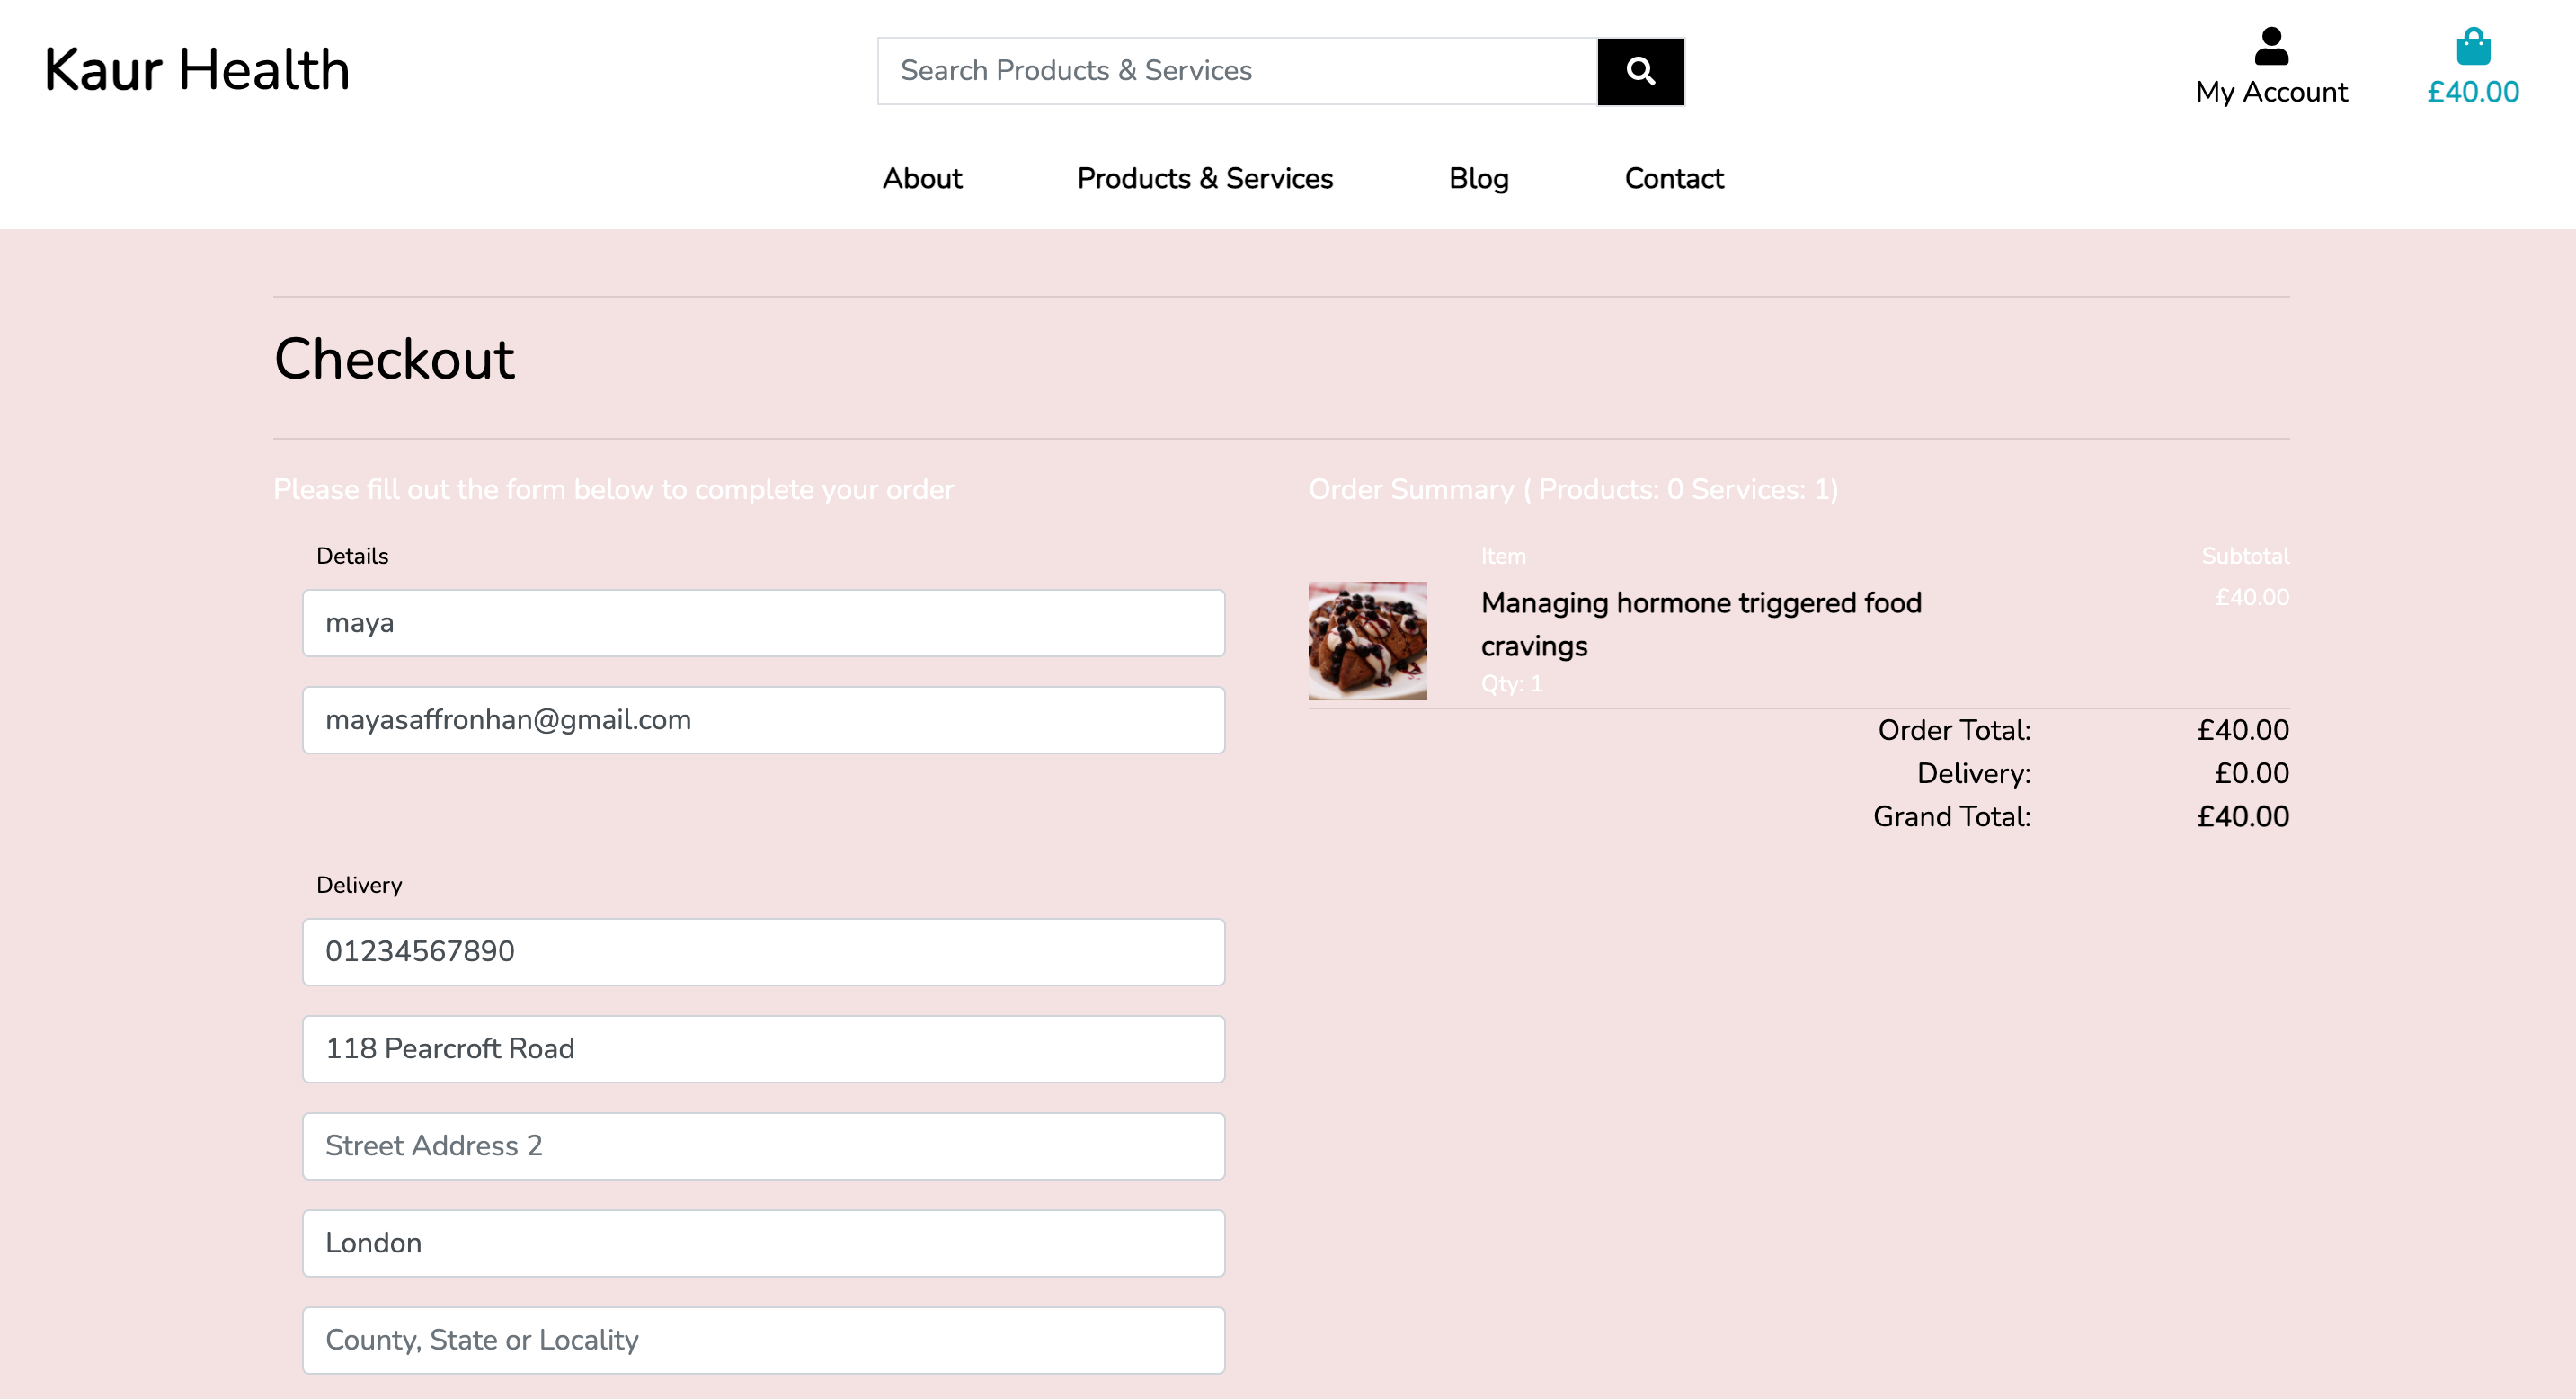 Kaur Health
Search Products & Services
My Account
£40.00
About
Products & Services
Blog
Contact
Checkout
Please fill out the form below to complete your order
Details
maya
mayasaffronhan@gmail.com
Delivery
01234567890
118 Pearcroft Road
Street Address 2
London
County, State or Locality
Order Summary ( Products: 0 Services: 1)
Item
Subtotal
Managing hormone triggered food
cravings
£40.00
Qty: 1
Order Total: £40.00
Delivery: £0.00
Grand Total: £40.00